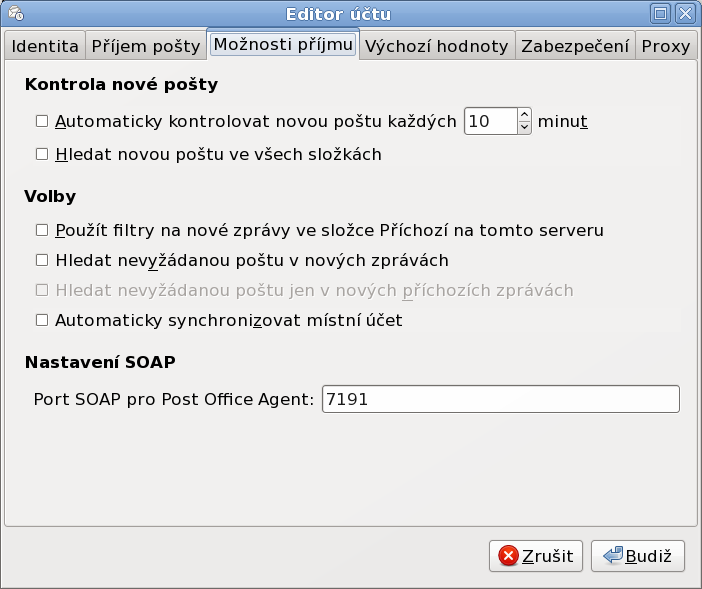 Editor účtu
Identita Příjem pošty Možnosti příjmu Výchozí hodnoty Zabezpečení Proxy
Kontrola nové pošty
Automaticky kontrolovat novou poštu každých 10 minut
Hledat novou poštu ve všech složkách
Volby
Použít filtry na nové zprávy ve složce Příchozí na tomto serveru
Hledat nevyžádanou poštu v nových zprávách
Hledat nevyžádanou poštu jen v nových příchozích zprávách
Automaticky synchronizovat místní účet
Nastavení SOAP
Port SOAP pro Post Office Agent: 7191
Zrušit Budiž